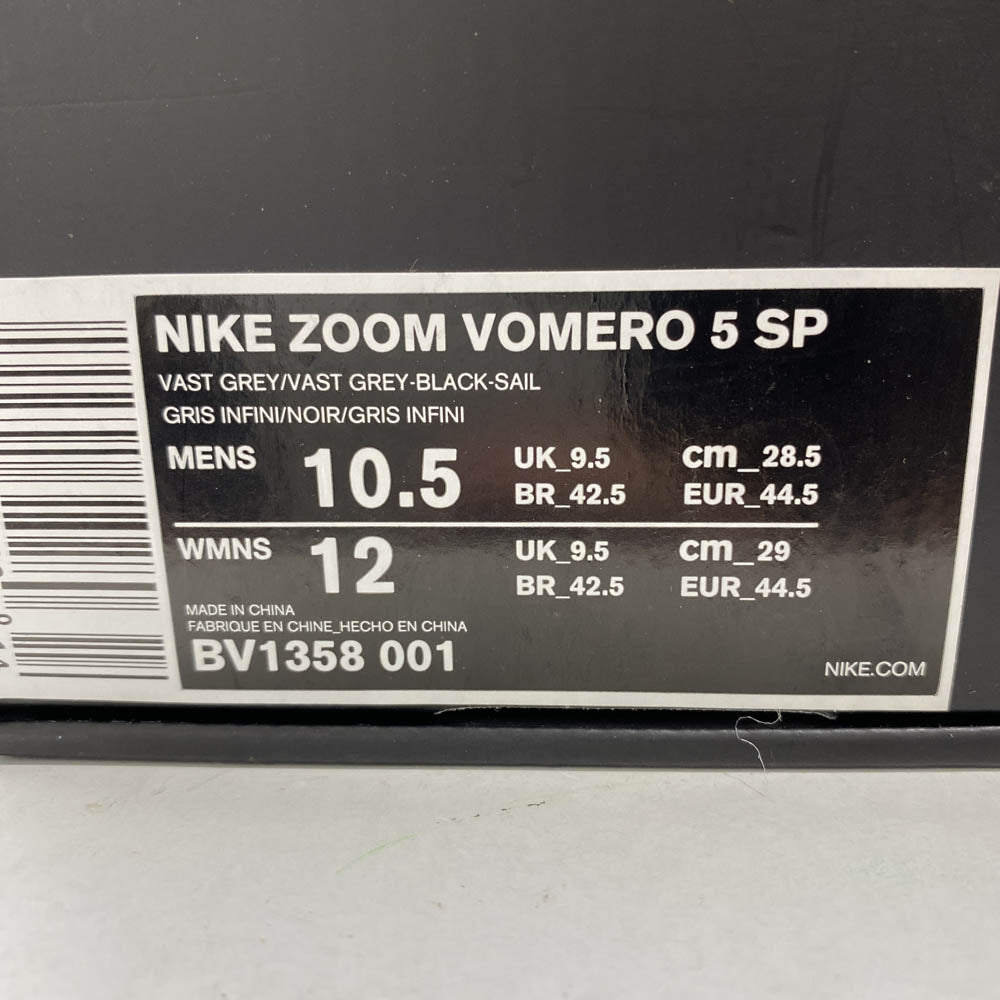 NIKE ZOOM VOMERO 5 SP
VAST GREY/VAST GREY-BLACK-SAIL
GRIS INFINI/NOIR/GRIS INFINI
MENS 10.5 UK_9.5 cm_28.5
BR_42.5 EUR_44.5
WMNS 12 UK_9.5 cm_29
BR_42.5 EUR_44.5
MADE IN CHINA
FABRIQUE EN CHINE_HECHO EN CHINA
BV1358 001
NIKE.COM